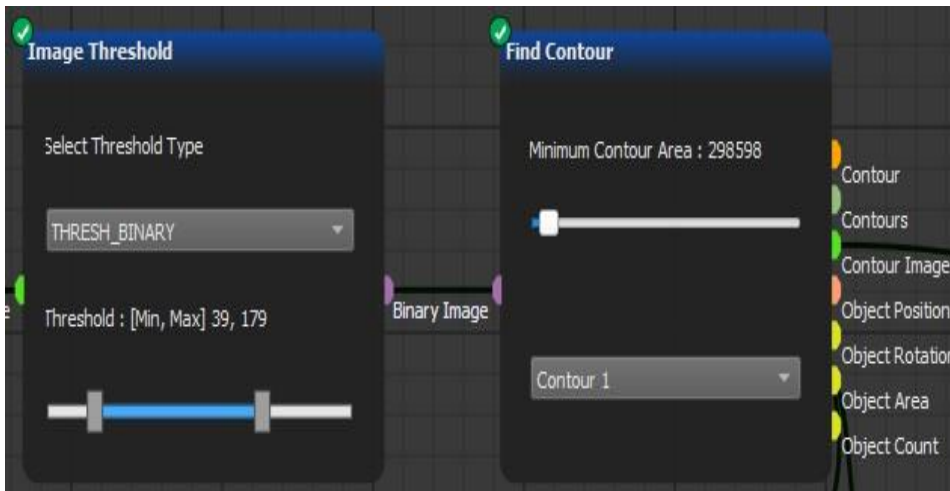 Image Threshold
Select Threshold Type
THRESH_BINARY
Threshold : [Min, Max] 39, 179
Binary Image
Find Contour
Minimum Contour Area : 298598
Contour 1
Contour
Contours
Contour Image
Object Position
Object Rotation
Object Area
Object Count